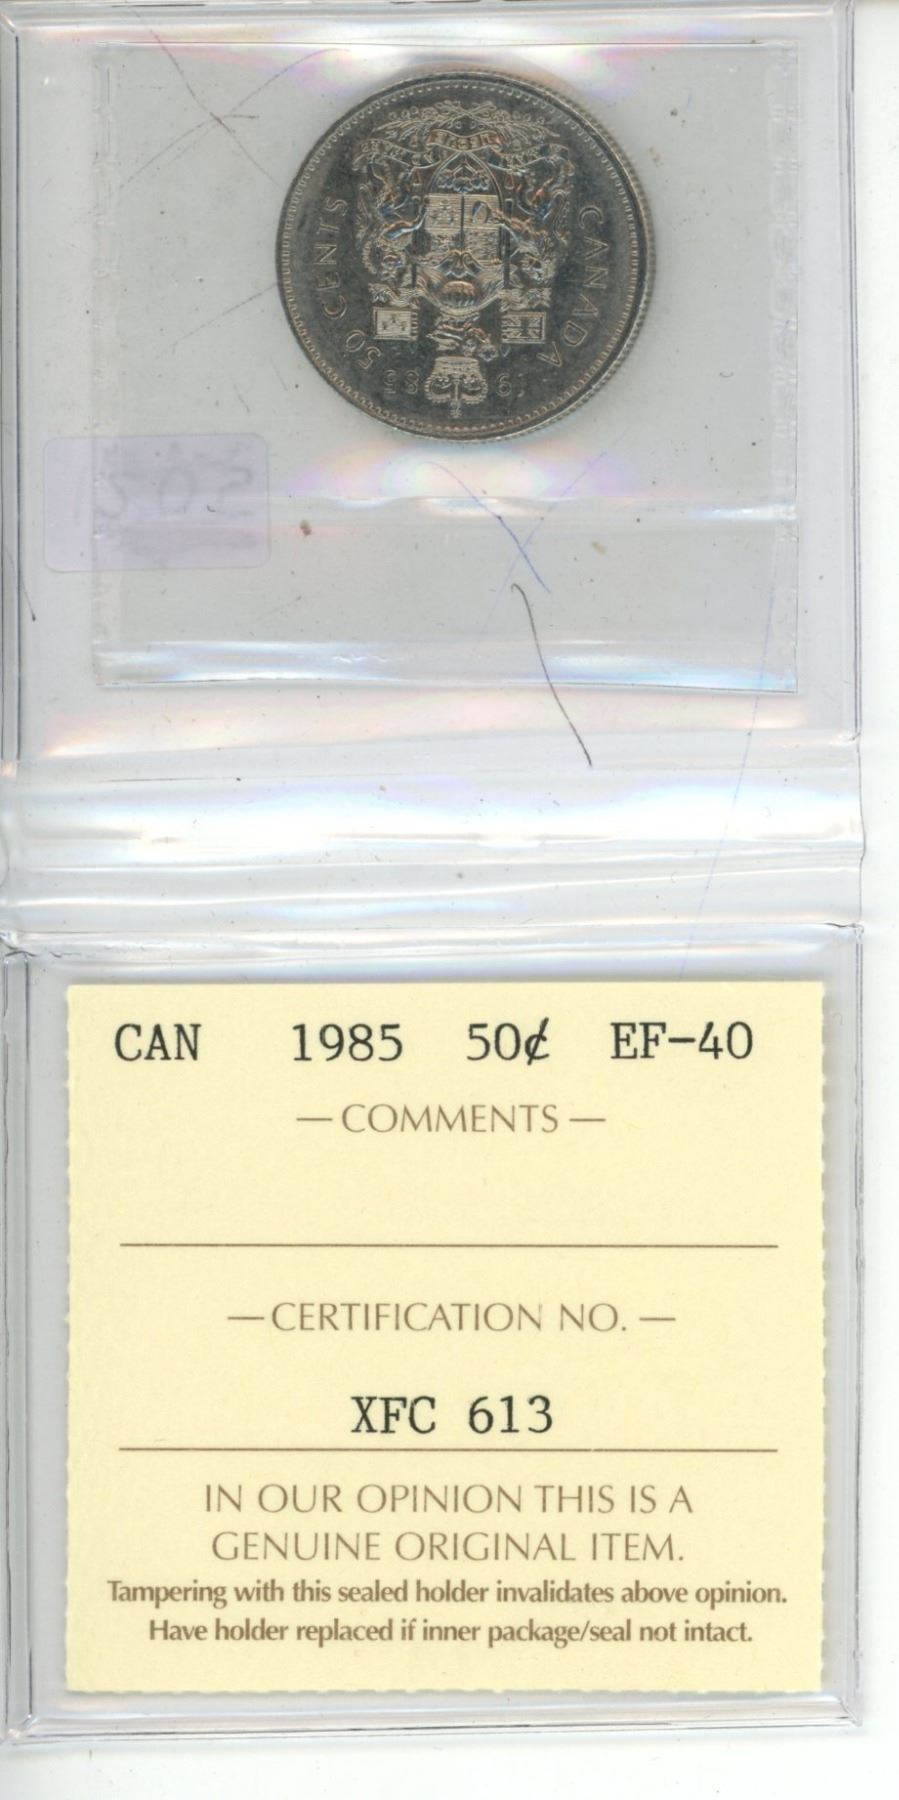 50 CENTS
CANADA
1985
CAN 1985 50¢ EF-40
— COMMENTS —
— CERTIFICATION NO. —
XFC 613
IN OUR OPINION THIS IS A
GENUINE ORIGINAL ITEM.
Tampering with this sealed holder invalidates above opinion.
Have holder replaced if inner package/seal not intact.